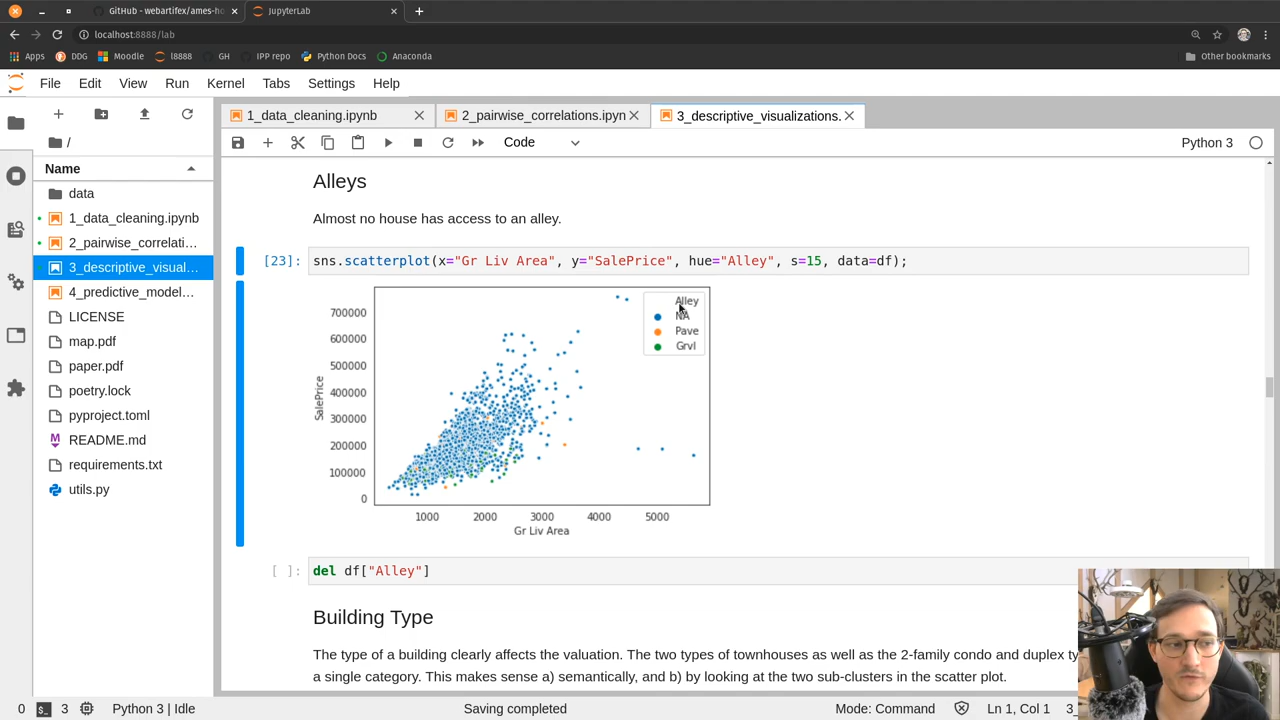 GitHub - webartifex/ames-ho
JupyterLab
localhost:8888/lab
Apps DDG Moodle l8888 GH IPP repo Python Docs Anaconda Other bookmarks
File Edit View Run Kernel Tabs Settings Help
1_data_cleaning.ipynb
2_pairwise_correlations.ipyn
3_descriptive_visualizations.
/
Code
Python 3
Name
data
1_data_cleaning.ipynb
2_pairwise_correlati...
3_descriptive_visual...
4_predictive_model...
LICENSE
map.pdf
paper.pdf
poetry.lock
pyproject.toml
README.md
requirements.txt
utils.py
Alleys
Almost no house has access to an alley.
[23]: sns.scatterplot(x="Gr Liv Area", y="SalePrice", hue="Alley", s=15, data=df);
Alley
NA
Pave
Grvl
700000
600000
500000
400000
300000
200000
100000
0
SalePrice
1000 2000 3000 4000 5000
Gr Liv Area
[ ]: del df["Alley"]
Building Type
The type of a building clearly affects the valuation. The two types of townhouses as well as the 2-family condo and duplex ty
a single category. This makes sense a) semantically, and b) by looking at the two sub-clusters in the scatter plot.
0 3 Python 3 | Idle Saving completed Mode: Command Ln 1, Col 1 3_